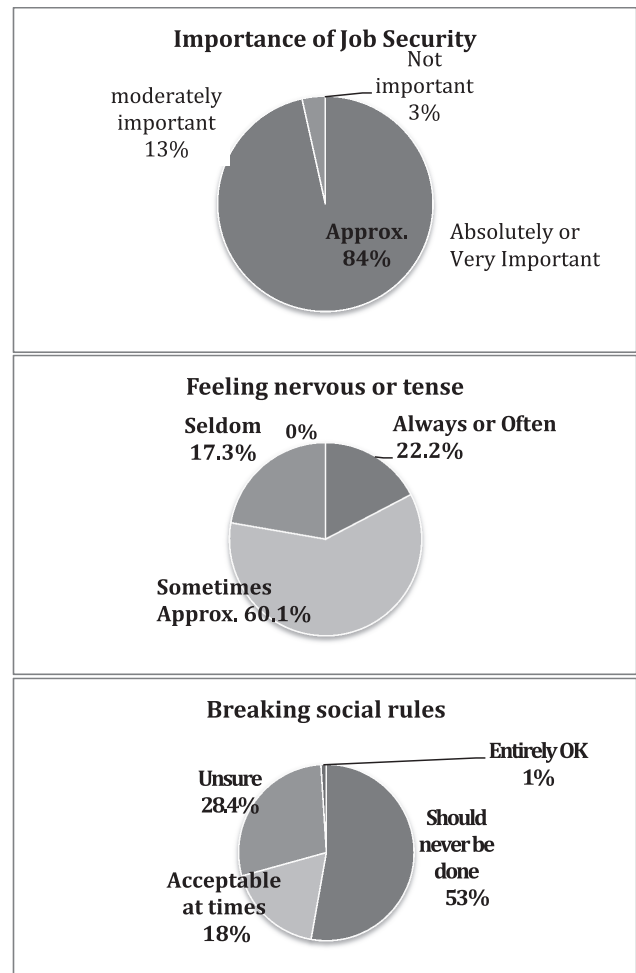 Importance of Job Security
Not
important
3%
moderately
important
13%
Approx.
84%
Absolutely or
Very Important
Feeling nervous or tense
Seldom
17.3%
0%
Always or Often
22.2%
Sometimes
Approx. 60.1%
Breaking social rules
Entirely OK
1%
Unsure
28.4%
Should
never be
done
53%
Acceptable
at times
18%